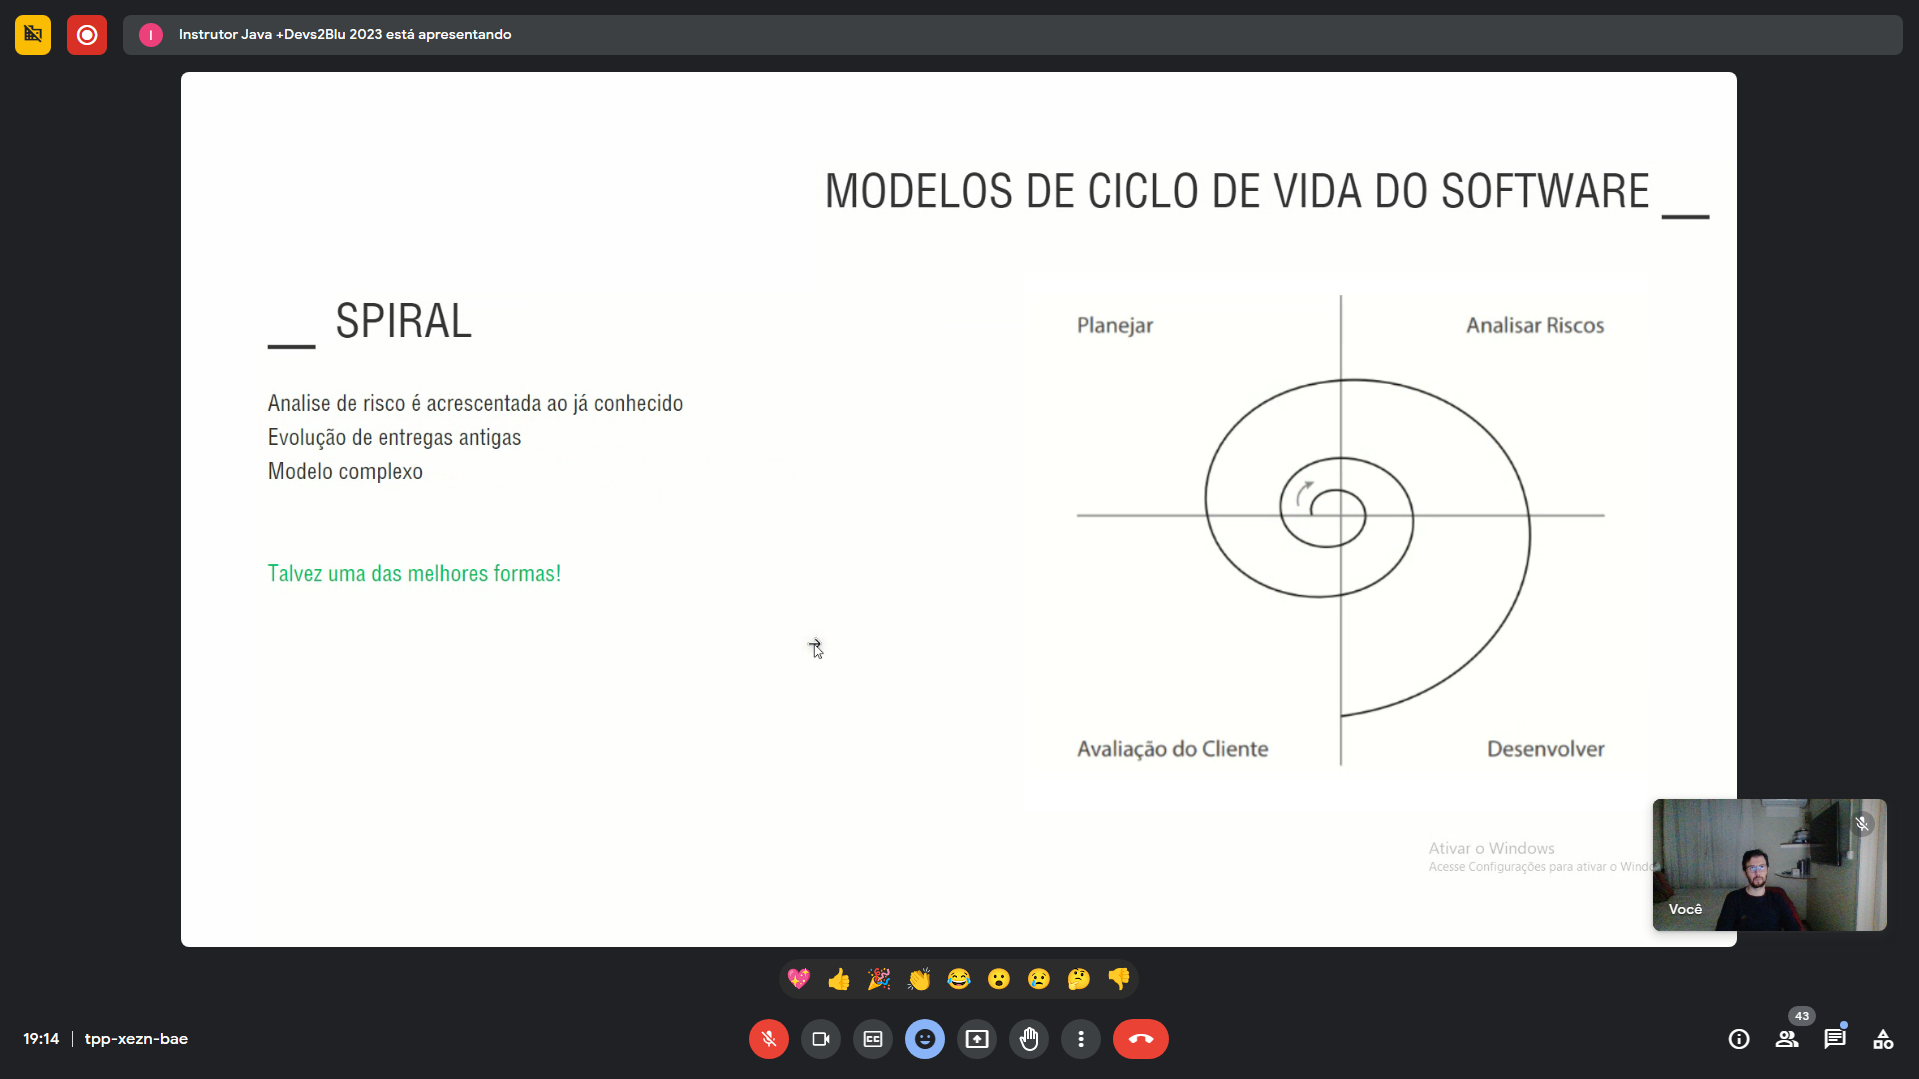 I
Instrutor Java +Devs2Blu 2023 está apresentando
MODELOS DE CICLO DE VIDA DO SOFTWARE
SPIRAL
Analise de risco é acrescentada ao já conhecido
Evolução de entregas antigas
Modelo complexo
Talvez uma das melhores formas!
Planejar
Analisar Riscos
Avaliação do Cliente
Desenvolver
Ativar o Windows
Acesse Configurações para ativar o Windo
Você
19:14
tpp-xezn-bae
CC
43